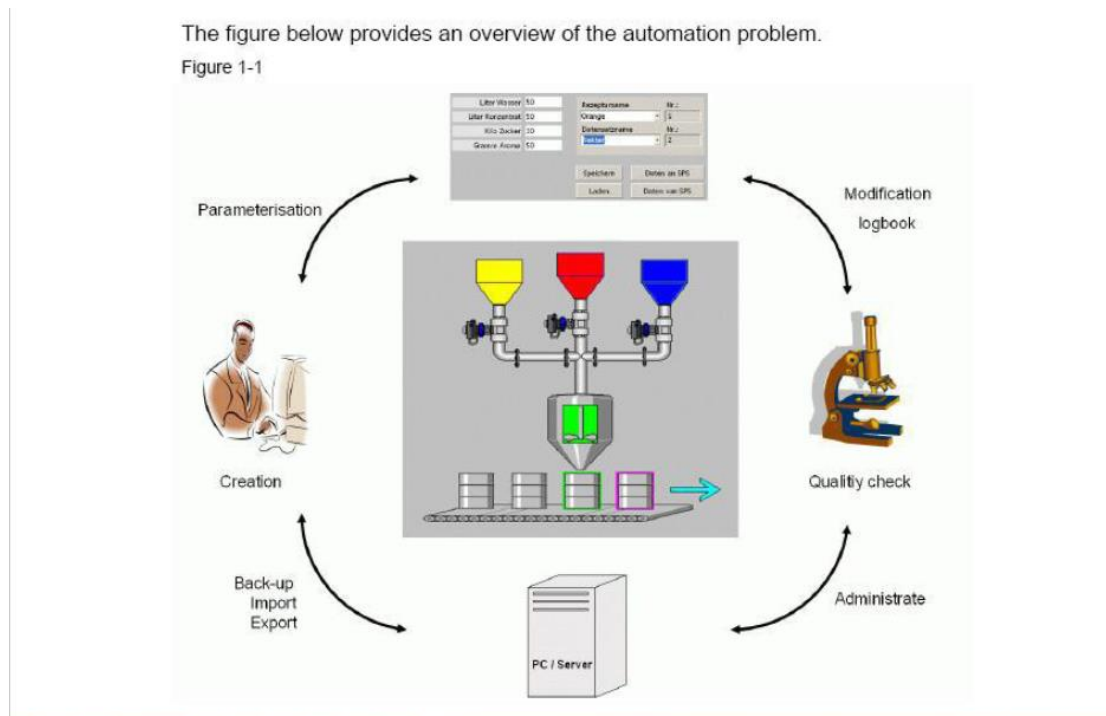 The figure below provides an overview of the automation problem.
Figure 1-1
Liter Wasser 50
Liter Konzentrat 50
Kilo Zucker 10
Gramm Aroma 50
Rezepturname Nr.:
Orange 1
Datensatzname Nr.:
Nektar 2
Speichern Daten an SPS
Laden Daten von SPS
Parameterisation
Modification
logbook
Creation
Qualitiy check
Back-up
Import
Export
Administrate
PC / Server